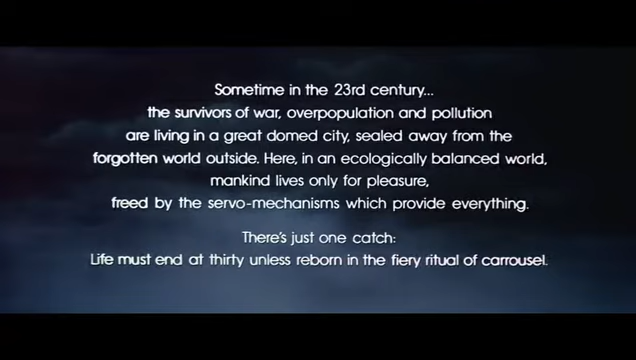 Sometime in the 23rd century...
the survivors of war, overpopulation and pollution
are living in a great domed city, sealed away from the
forgotten world outside. Here, in an ecologically balanced world,
mankind lives only for pleasure,
freed by the servo-mechanisms which provide everything.
There's just one catch:
Life must end at thirty unless reborn in the fiery ritual of carrousel.